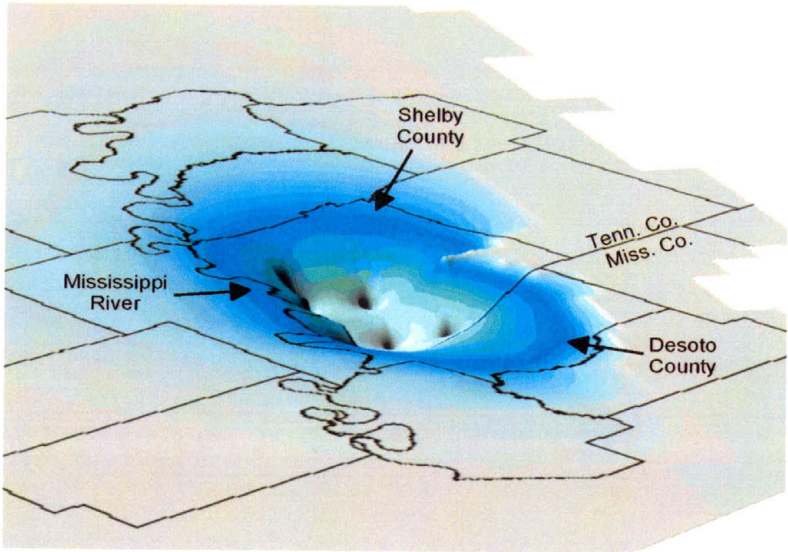 Shelby
County
Tenn. Co.
Miss. Co.
Mississippi
River
Desoto
County